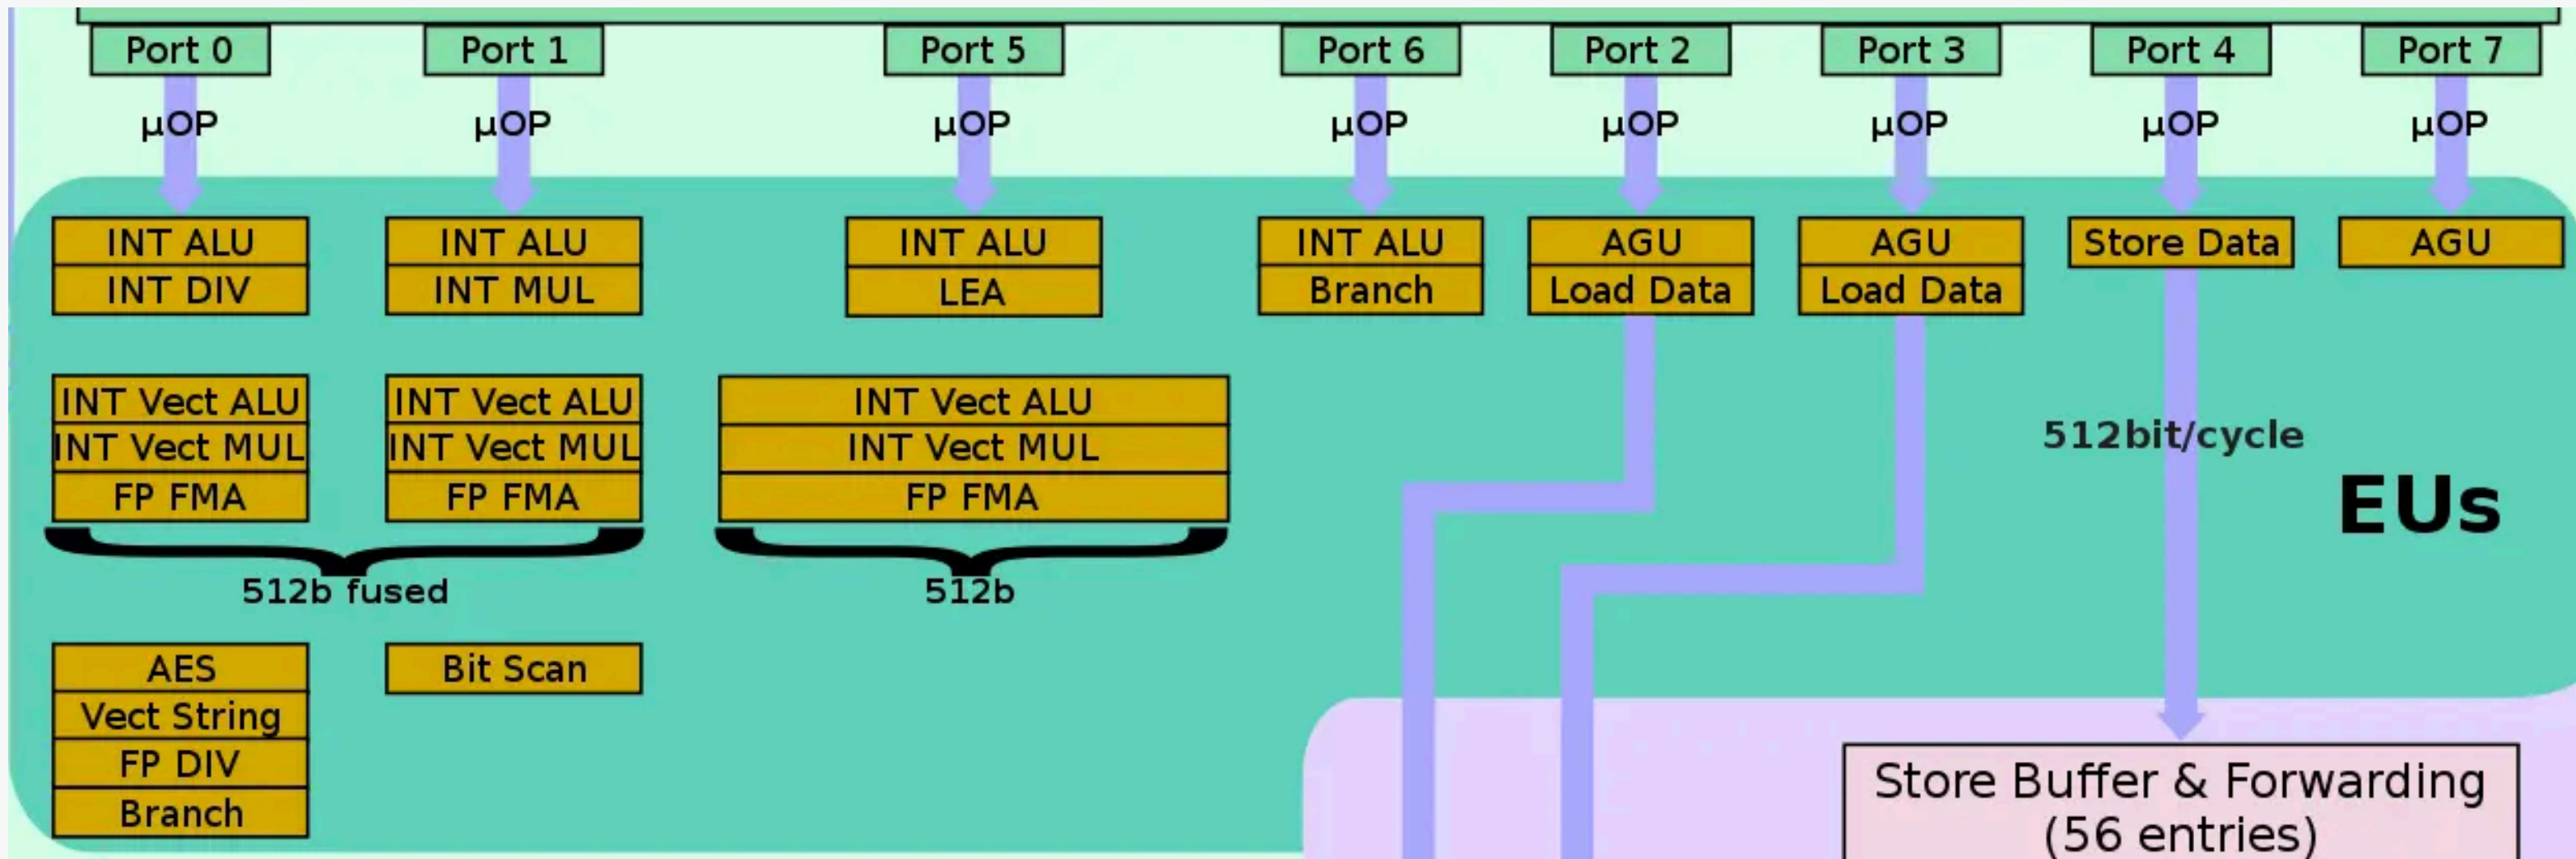 Port 0
Port 1
Port 5
Port 6
Port 2
Port 3
Port 4
Port 7
µOP
µOP
µOP
µOP
µOP
µOP
µOP
µOP
INT ALU
INT DIV
INT ALU
INT MUL
INT ALU
LEA
INT ALU
Branch
AGU
Load Data
AGU
Load Data
Store Data
AGU
INT Vect ALU
INT Vect MUL
FP FMA
INT Vect ALU
INT Vect MUL
FP FMA
INT Vect ALU
INT Vect MUL
FP FMA
512bit/cycle
EUs
512b fused
512b
AES
Vect String
FP DIV
Branch
Bit Scan
Store Buffer & Forwarding
(56 entries)